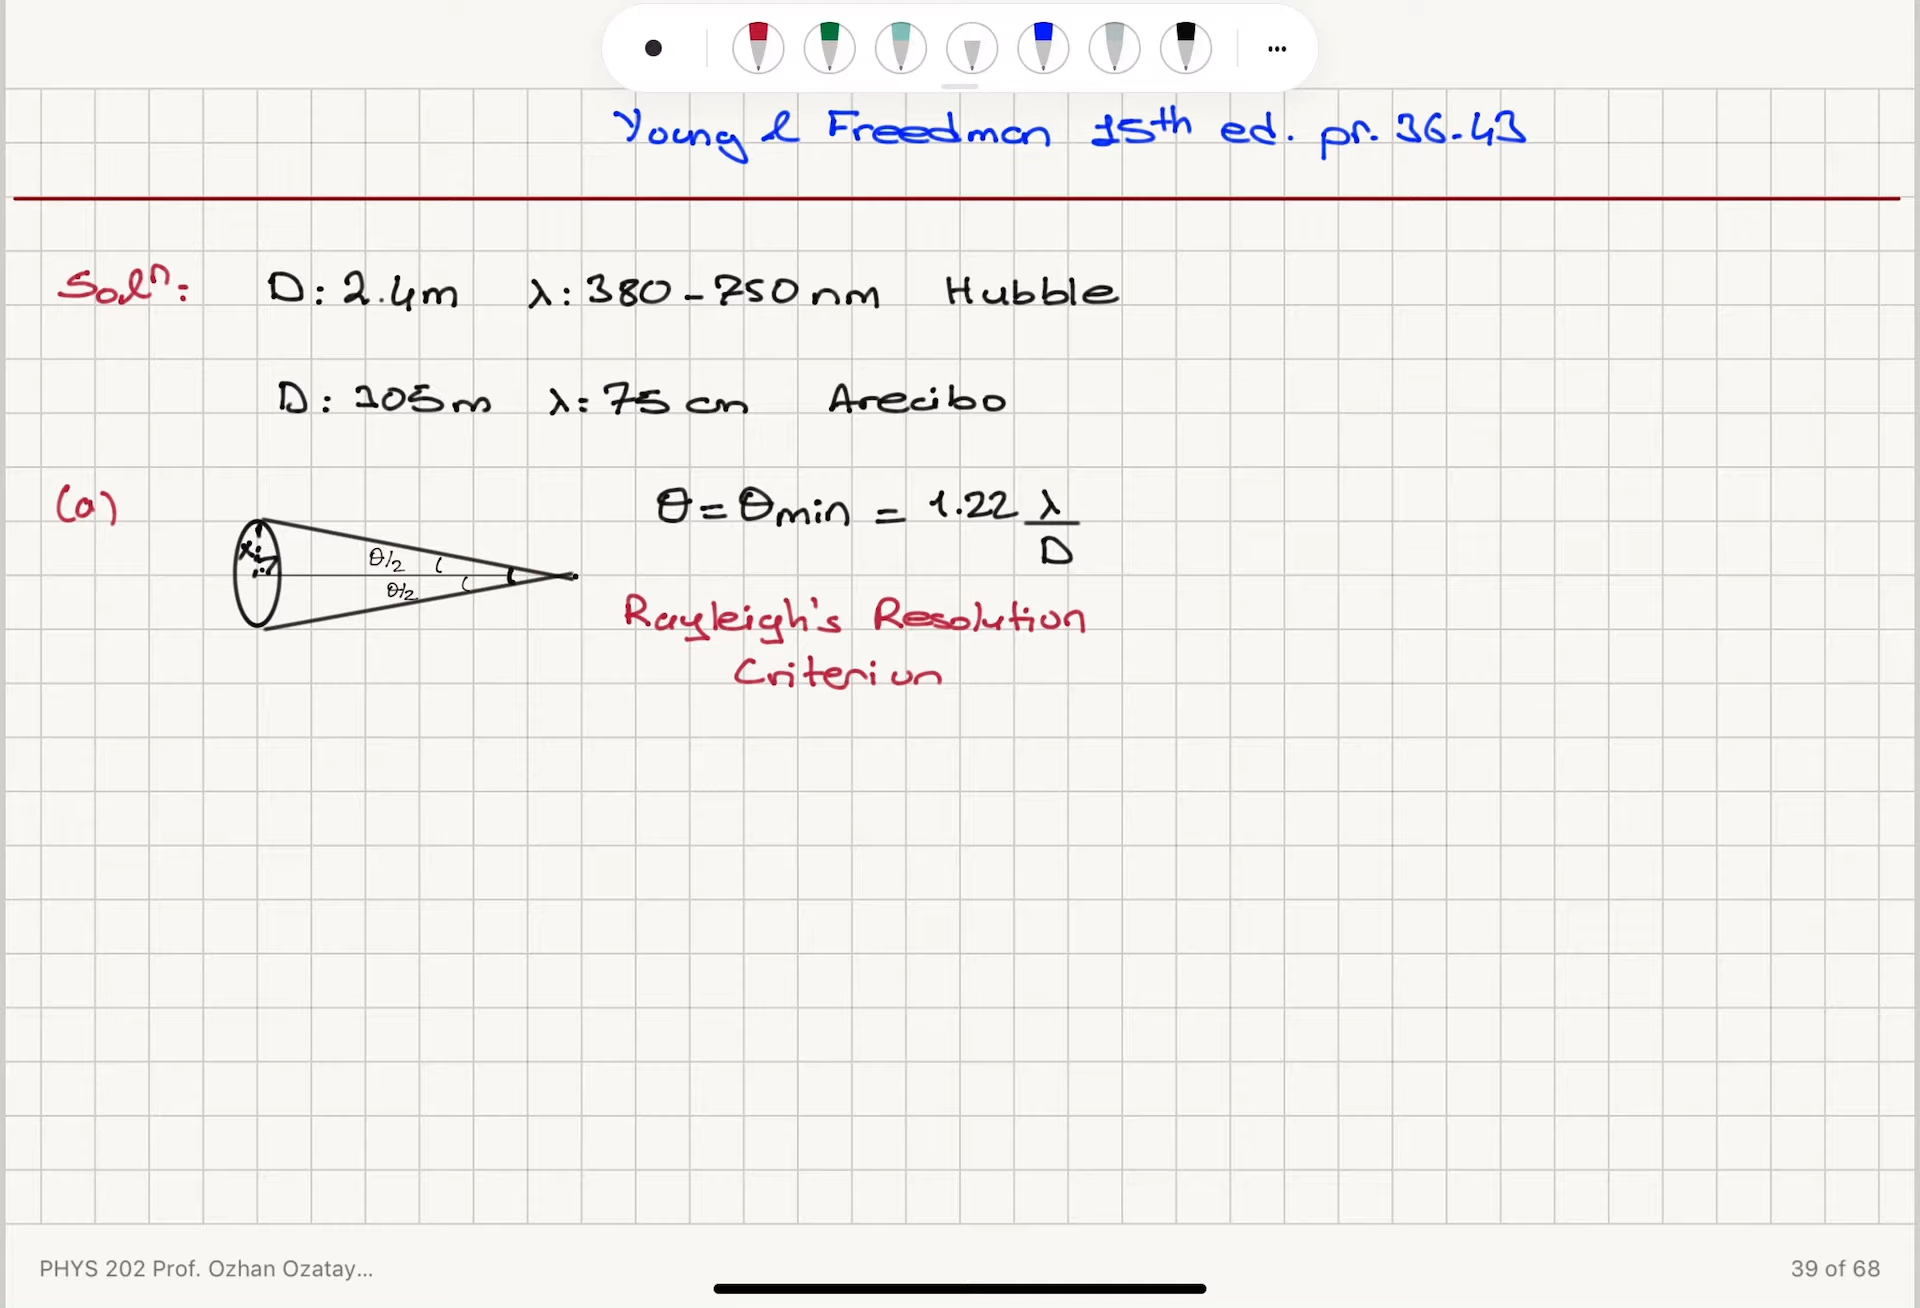 Young & Freedman 15th ed. pr. 36-43
Solⁿ: D: 2.4m λ: 380-750 nm Hubble
D: 305m λ: 75 cm Arecibo
(a) θ = θmin = 1.22 λ/D
θ/2
θ/2
Rayleigh's Resolution
Criterion
PHYS 202 Prof. Ozhan Ozatay...
39 of 68